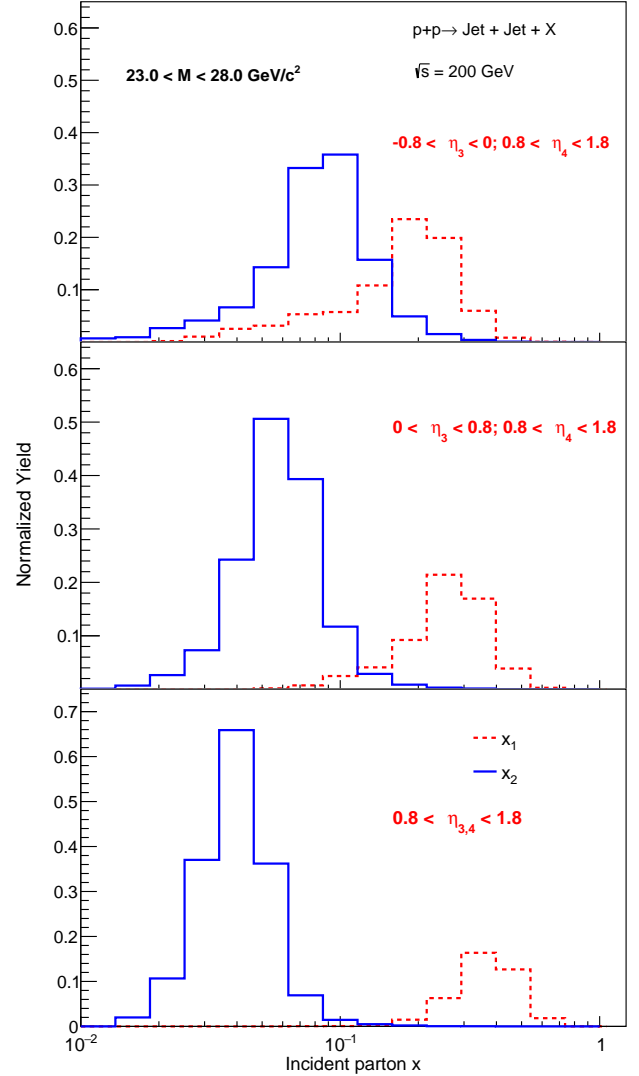 0.6
0.5
0.4
0.3
0.2
0.1
p+p→ Jet + Jet + X
23.0 < M < 28.0 GeV/c²
√s = 200 GeV
-0.8 < η₃ < 0; 0.8 < η₄ < 1.8
0.6
0.5
0.4
0.3
0.2
0.1
0 < η₃ < 0.8; 0.8 < η₄ < 1.8
Normalized Yield
0.7
0.6
0.5
0.4
0.3
0.2
0.1
0
x₁
x₂
0.8 < η₃,₄ < 1.8
10⁻² 10⁻¹ 1
Incident parton x